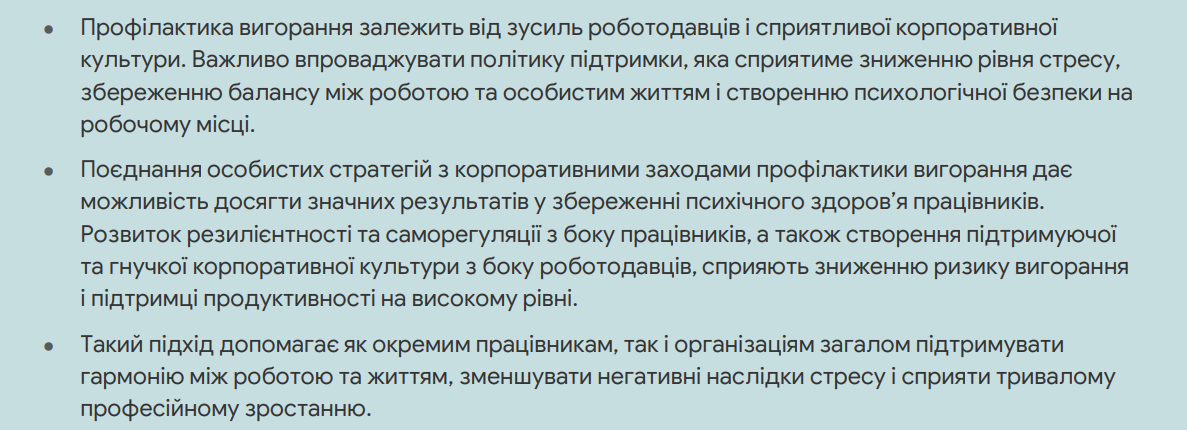 ● Профілактика вигорання залежить від зусиль роботодавців і сприятливої корпоративної
культури. Важливо впроваджувати політику підтримки, яка сприятиме зниженню рівня стресу,
збереженню балансу між роботою та особистим життям і створенню психологічної безпеки на
робочому місці.
● Поєднання особистих стратегій з корпоративними заходами профілактики вигорання дає
можливість досягти значних результатів у збереженні психічного здоров’я працівників.
Розвиток резилієнтності та саморегуляції з боку працівників, а також створення підтримуючої
та гнучкої корпоративної культури з боку роботодавців, сприяють зниженню ризику вигорання
і підтримці продуктивності на високому рівні.
● Такий підхід допомагає як окремим працівникам, так і організаціям загалом підтримувати
гармонію між роботою та життям, зменшувати негативні наслідки стресу і сприяти тривалому
професійному зростанню.